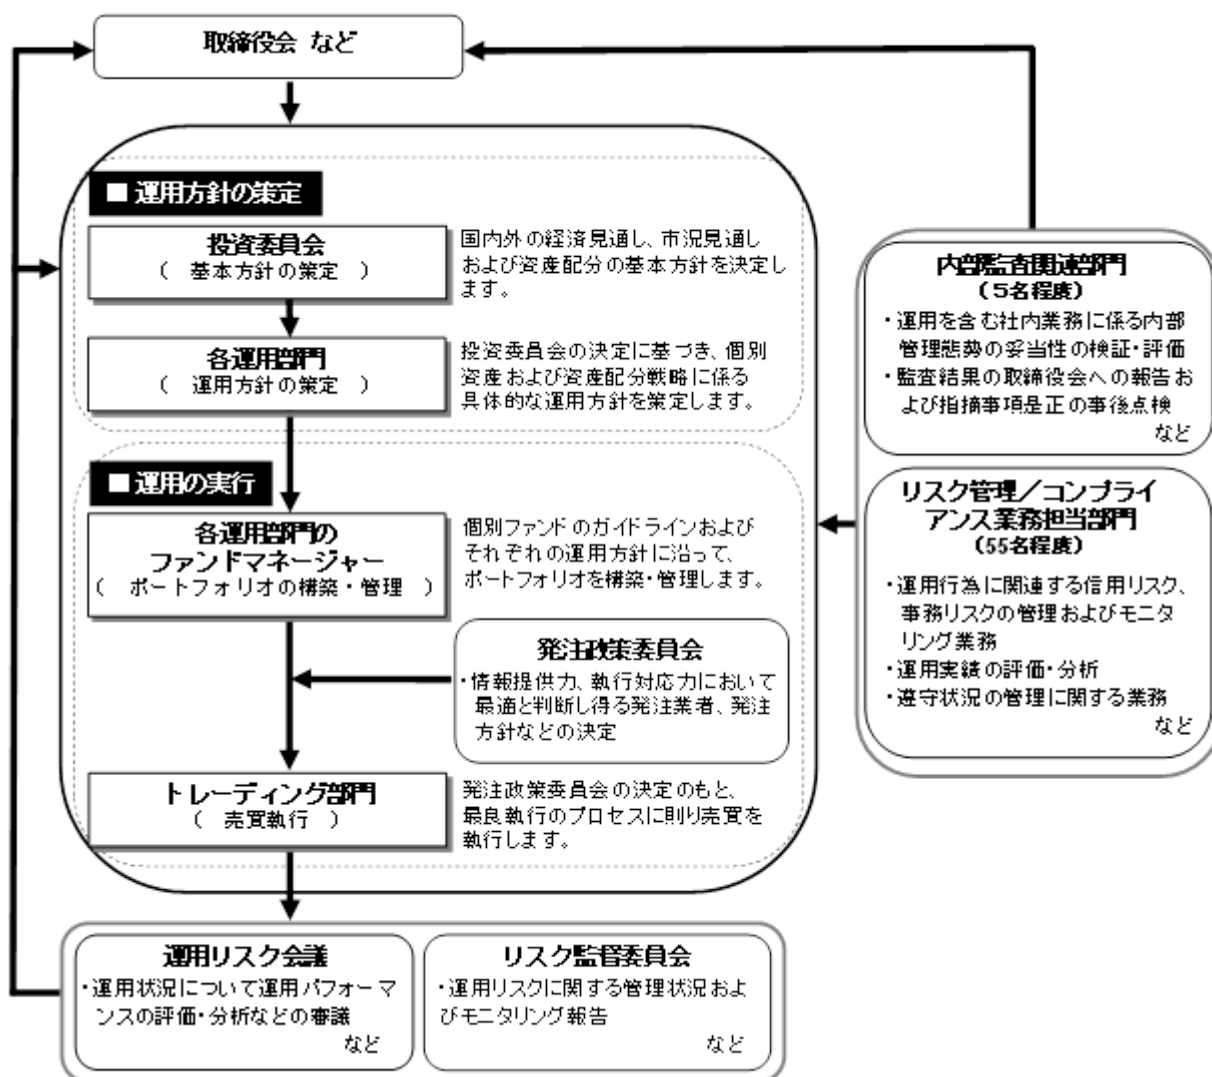 取締役会 など
■ 運用方針の策定
投資委員会
（ 基本方針の策定 ）
国内外の経済見通し、市況見通し
および資産配分の基本方針を決定し
ます。
各運用部門
（ 運用方針の策定 ）
投資委員会の決定に基づき、個別
資産および資産配分戦略に係る
具体的な運用方針を策定します。
■ 運用の実行
各運用部門の
ファンドマネージャー
（ ポートフォリオの構築・管理 ）
個別ファンドのガイドラインおよび
それぞれの運用方針に沿って、
ポートフォリオを構築・管理します。
発注政策委員会
・情報提供力、執行対応力において
最適と判断し得る発注業者、発注
方針などの決定
トレーディング部門
（ 売買執行 ）
発注政策委員会の決定のもと、
最良執行のプロセスに則り売買を
執行します。
内部監査関連部門
（５名程度）
・運用を含む社内業務に係る内部
管理態勢の妥当性の検証・評価
・監査結果の取締役会への報告お
よび指摘事項是正の事後点検
など
リスク管理／コンプライ
アンス業務担当部門
（55名程度）
・運用行為に関連する信用リスク、
事務リスクの管理およびモニタ
リング業務
・運用実績の評価・分析
・遵守状況の管理に関する業務
など
運用リスク会議
・運用状況について運用パフォーマ
ンスの評価・分析などの審議
など
リスク監督委員会
・運用リスクに関する管理状況およ
びモニタリング報告
など